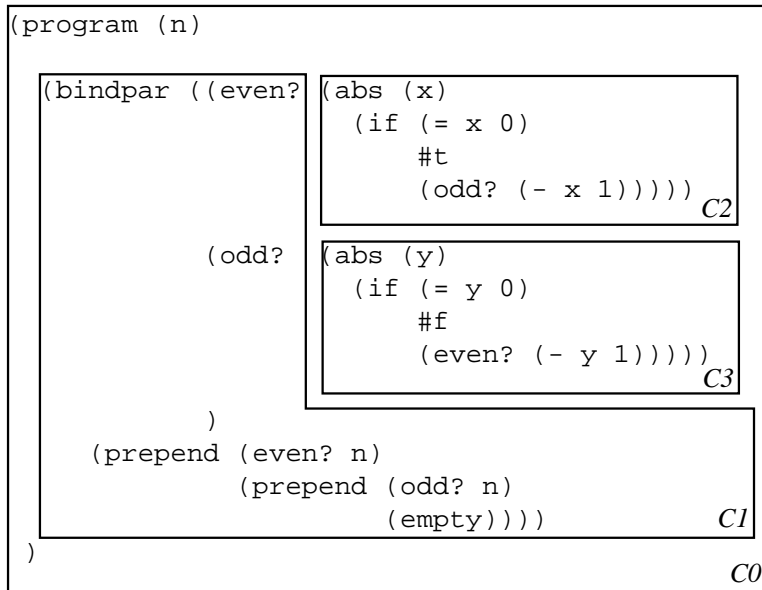 (program (n)
(bindpar ((even? (abs (x)
(if (= x 0)
#t
(odd? (- x 1)))))
C2
(odd? (abs (y)
(if (= y 0)
#f
(even? (- y 1)))))
C3
)
(prepend (even? n)
(prepend (odd? n)
(empty)))) C1
)
C0